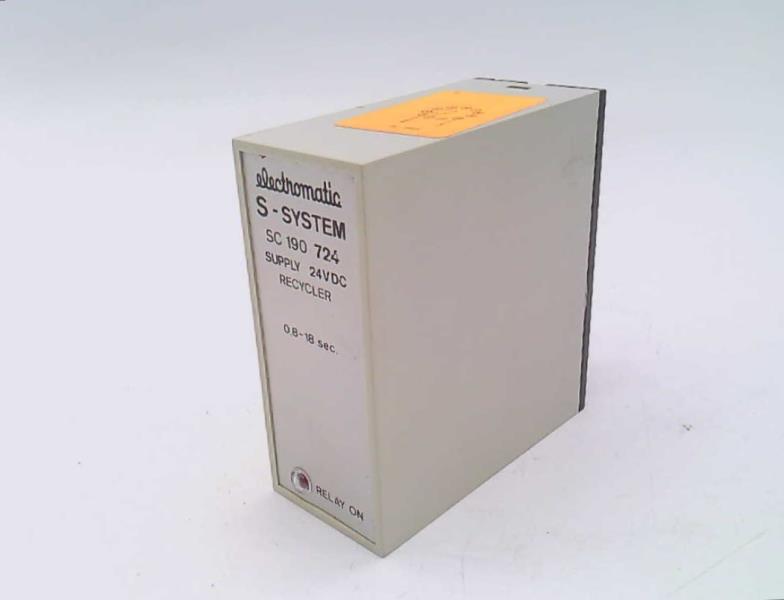 electromatic
S-SYSTEM
SC 190 724
SUPPLY 24VDC
RECYCLER
0.8-18 sec.
RELAY ON